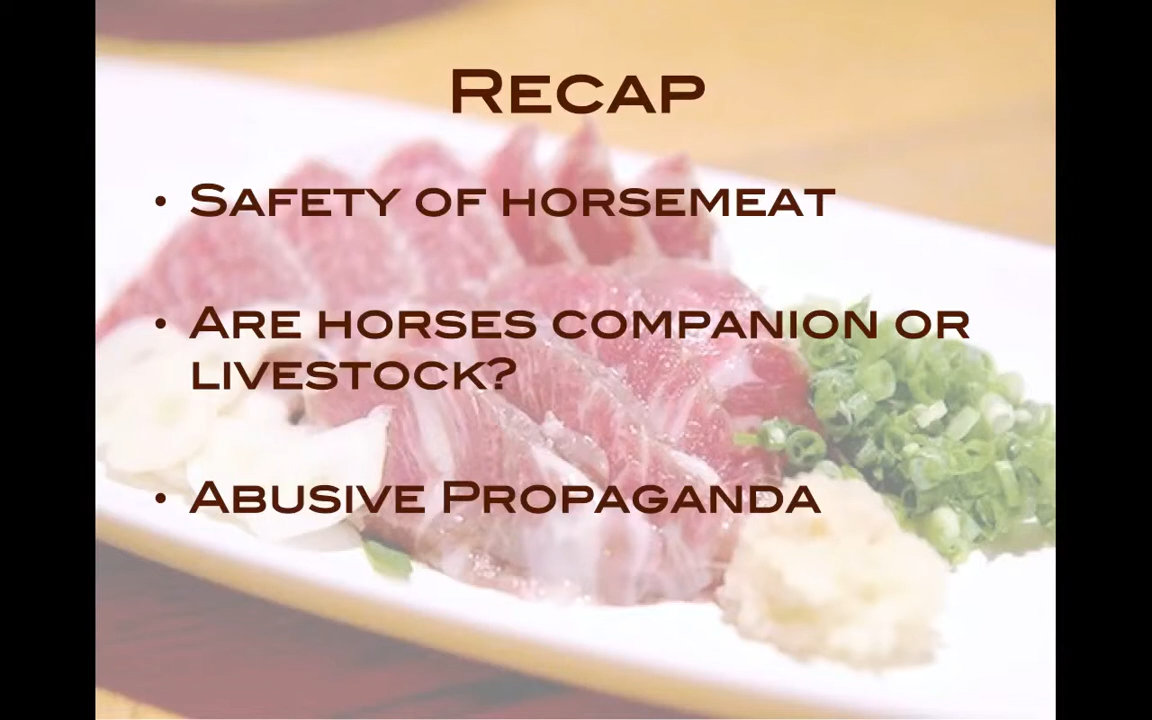 Recap
• Safety of horsemeat
• Are horses companion or
livestock?
• Abusive Propaganda